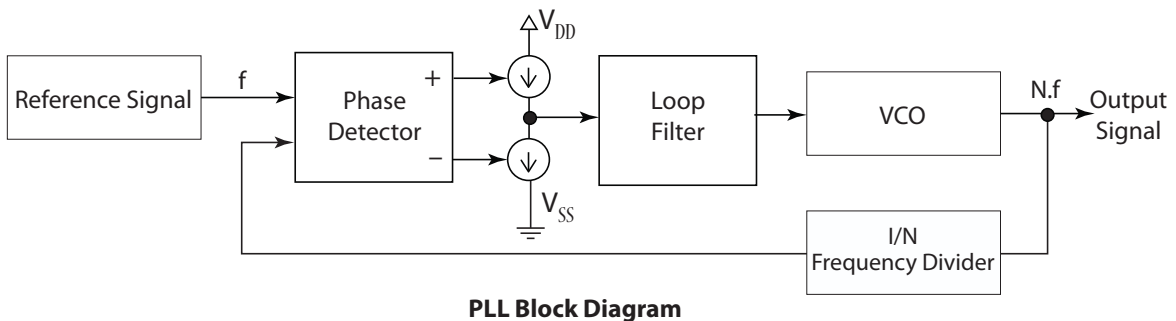 V_DD
f
Reference Signal
+
Phase
Detector
−
V_SS
Loop
Filter
VCO
N.f
Output
Signal
I/N
Frequency Divider
PLL Block Diagram